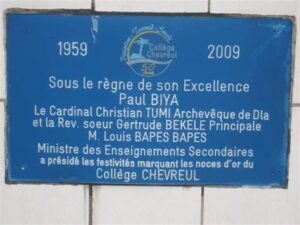 1959
2009
Collège
Chevreul
50
Sous le règne de son Excellence
Paul BIYA
Le Cardinal Christian TUMI Archevêque de Dla
et la Rev. soeur Gertrude BEKELE Principale
M. Louis BAPES BAPES
Ministre des Enseignements Secondaires
a présidé les festivités marquant les noces d'or du
Collège CHEVREUL